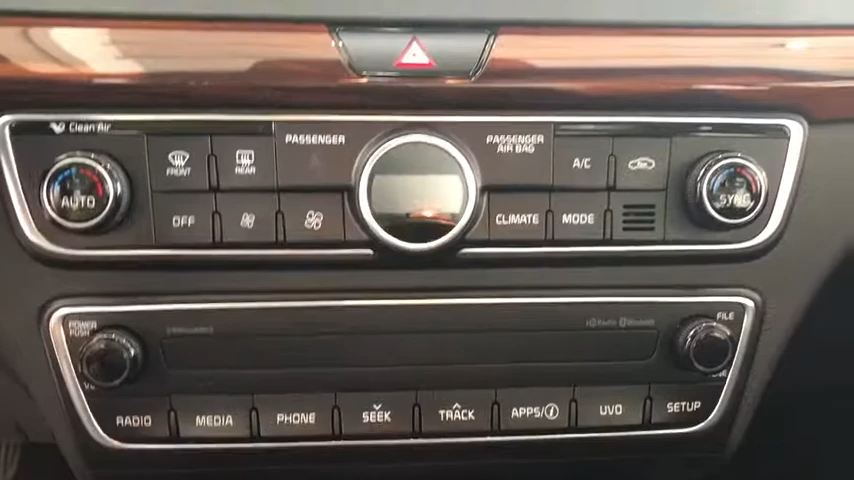 Clean Air
PASSENGER
PASSENGER
AIR BAG
FRONT
REAR
A/C
AUTO
SYNC
OFF
CLIMATE
MODE
POWER
PUSH
FILE
RADIO
MEDIA
PHONE
SEEK
TRACK
APPS/i
UVO
SETUP